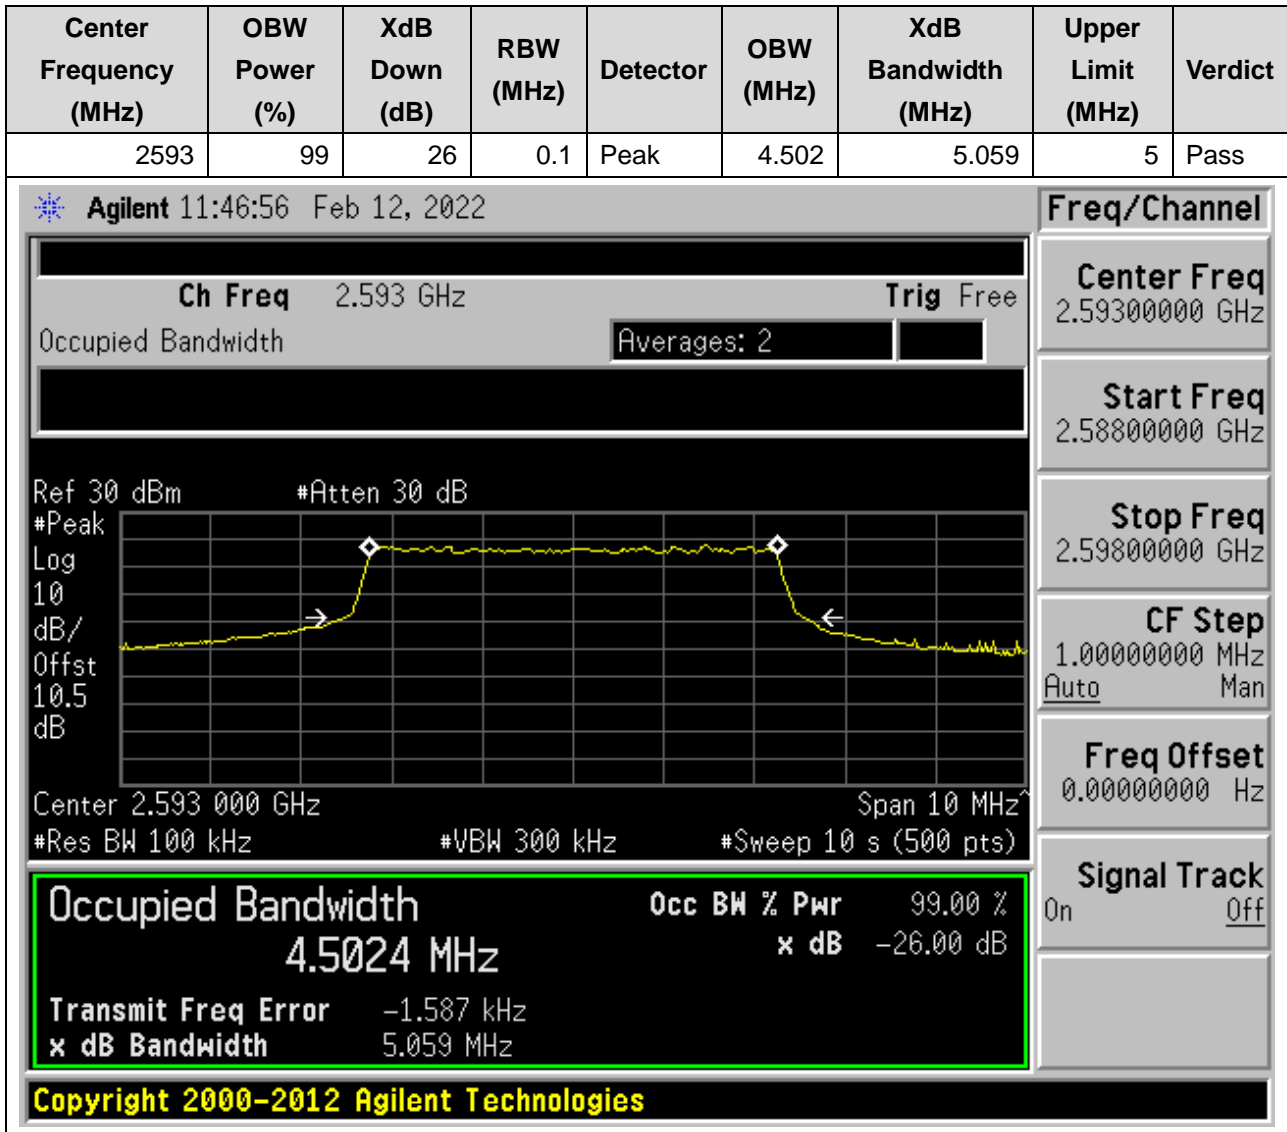 Center Frequency (MHz) OBW Power (%) XdB Down (dB) RBW (MHz) Detector OBW (MHz) XdB Bandwidth (MHz) Upper Limit (MHz) Verdict
2593 99 26 0.1 Peak 4.502 5.059 5 Pass
Agilent 11:46:56 Feb 12, 2022
Freq/Channel
Ch Freq 2.593 GHz Trig Free
Occupied Bandwidth Averages: 2
Center Freq
2.59300000 GHz
Start Freq
2.58800000 GHz
Stop Freq
2.59800000 GHz
CF Step
1.00000000 MHz
Auto Man
Freq Offset
0.00000000 Hz
Signal Track
On Off
Ref 30 dBm #Atten 30 dB
#Peak
Log
10
dB/
Offst
10.5
dB
Center 2.593 000 GHz Span 10 MHz^
#Res BW 100 kHz #VBW 300 kHz #Sweep 10 s (500 pts)
Occupied Bandwidth Occ BW % Pwr 99.00 %
4.5024 MHz x dB -26.00 dB
Transmit Freq Error -1.587 kHz
x dB Bandwidth 5.059 MHz
Copyright 2000-2012 Agilent Technologies